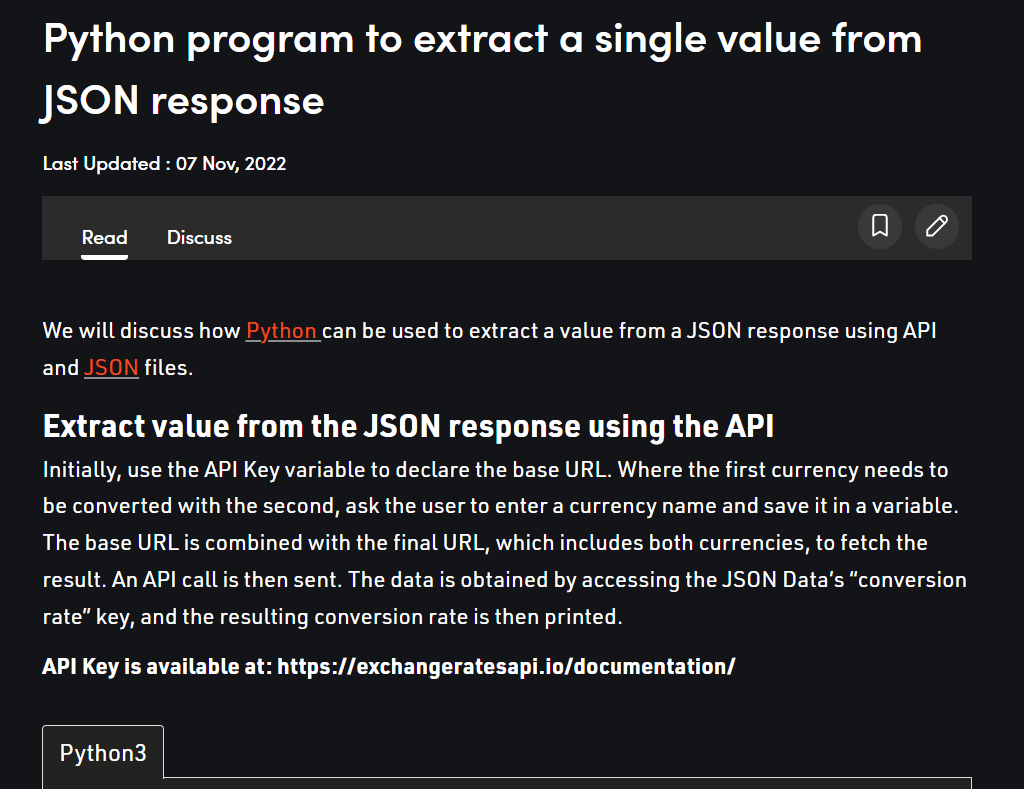 Python program to extract a single value from
JSON response
Last Updated : 07 Nov, 2022
Read Discuss
We will discuss how Python can be used to extract a value from a JSON response using API
and JSON files.
Extract value from the JSON response using the API
Initially, use the API Key variable to declare the base URL. Where the first currency needs to
be converted with the second, ask the user to enter a currency name and save it in a variable.
The base URL is combined with the final URL, which includes both currencies, to fetch the
result. An API call is then sent. The data is obtained by accessing the JSON Data’s “conversion
rate” key, and the resulting conversion rate is then printed.
API Key is available at: https://exchangeratesapi.io/documentation/
Python3